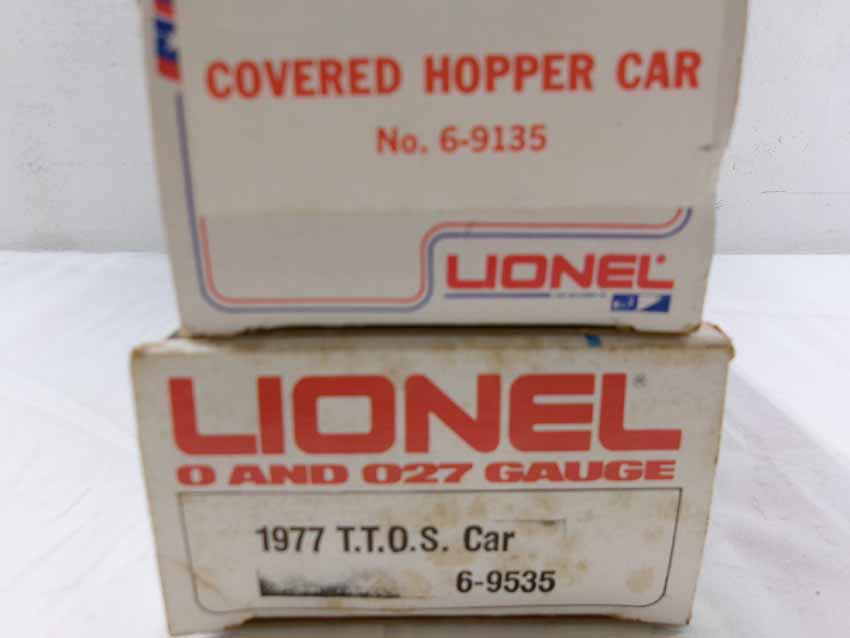 COVERED HOPPER CAR
No. 6-9135
LIONEL®
LIONEL®
O AND O27 GAUGE
1977 T.T.O.S. Car
6-9535